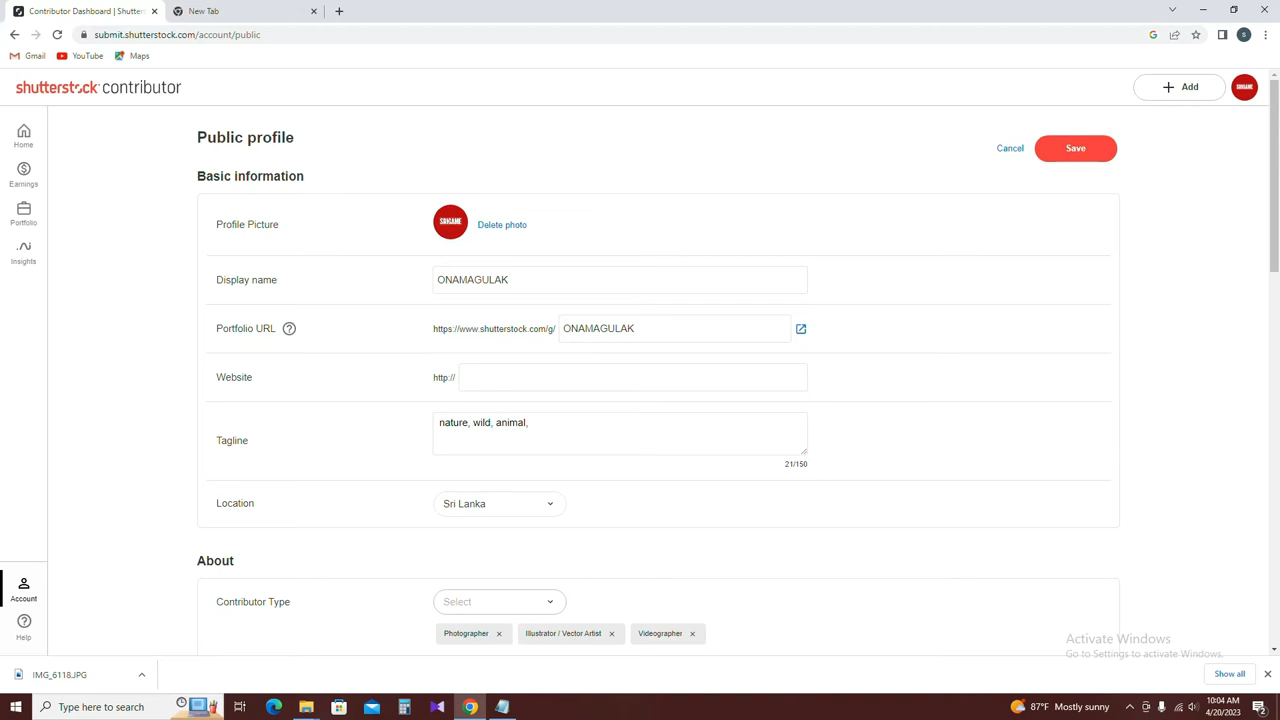 Contributor Dashboard | Shutters
New Tab
submit.shutterstock.com/account/public
S
Gmail
YouTube
Maps
shutterstock contributor
Add
SRIGAME
Home
Earnings
Portfolio
Insights
Account
Help
Public profile
Cancel
Save
Basic information
Profile Picture
SRIGAME
Delete photo
Display name
ONAMAGULAK
Portfolio URL
https://www.shutterstock.com/g/
ONAMAGULAK
Website
http://
Tagline
nature, wild, animal,
21/150
Location
Sri Lanka
About
Contributor Type
Select
Photographer
Illustrator / Vector Artist
Videographer
Activate Windows
Go to Settings to activate Windows.
IMG_6118.JPG
Show all
Type here to search
87°F Mostly sunny
10:04 AM
4/20/2023
2